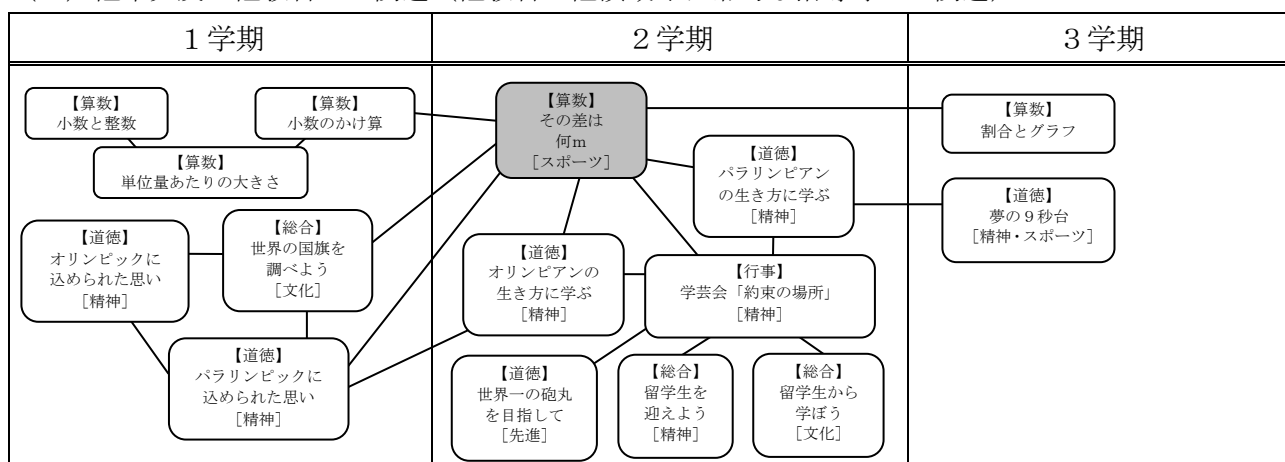 1学期
2学期
3学期
【算数】
小数と整数
【算数】
小数のかけ算
【算数】
単位量あたりの大きさ
【道徳】
オリンピックに
込められた思い
［精神］
【総合】
世界の国旗を
調べよう
［文化］
【道徳】
パラリンピックに
込められた思い
［精神］
【算数】
その差は
何ｍ
［スポーツ］
【道徳】
パラリンピアン
の生き方に学ぶ
［精神］
【道徳】
オリンピアンの
生き方に学ぶ
［精神］
【行事】
学芸会「約束の場所」
［精神］
【道徳】
世界一の砲丸
を目指して
［先進］
【総合】
留学生を
迎えよう
［精神］
【総合】
留学生から
学ぼう
［文化］
【算数】
割合とグラフ
【道徳】
夢の９秒台
［精神・スポーツ］